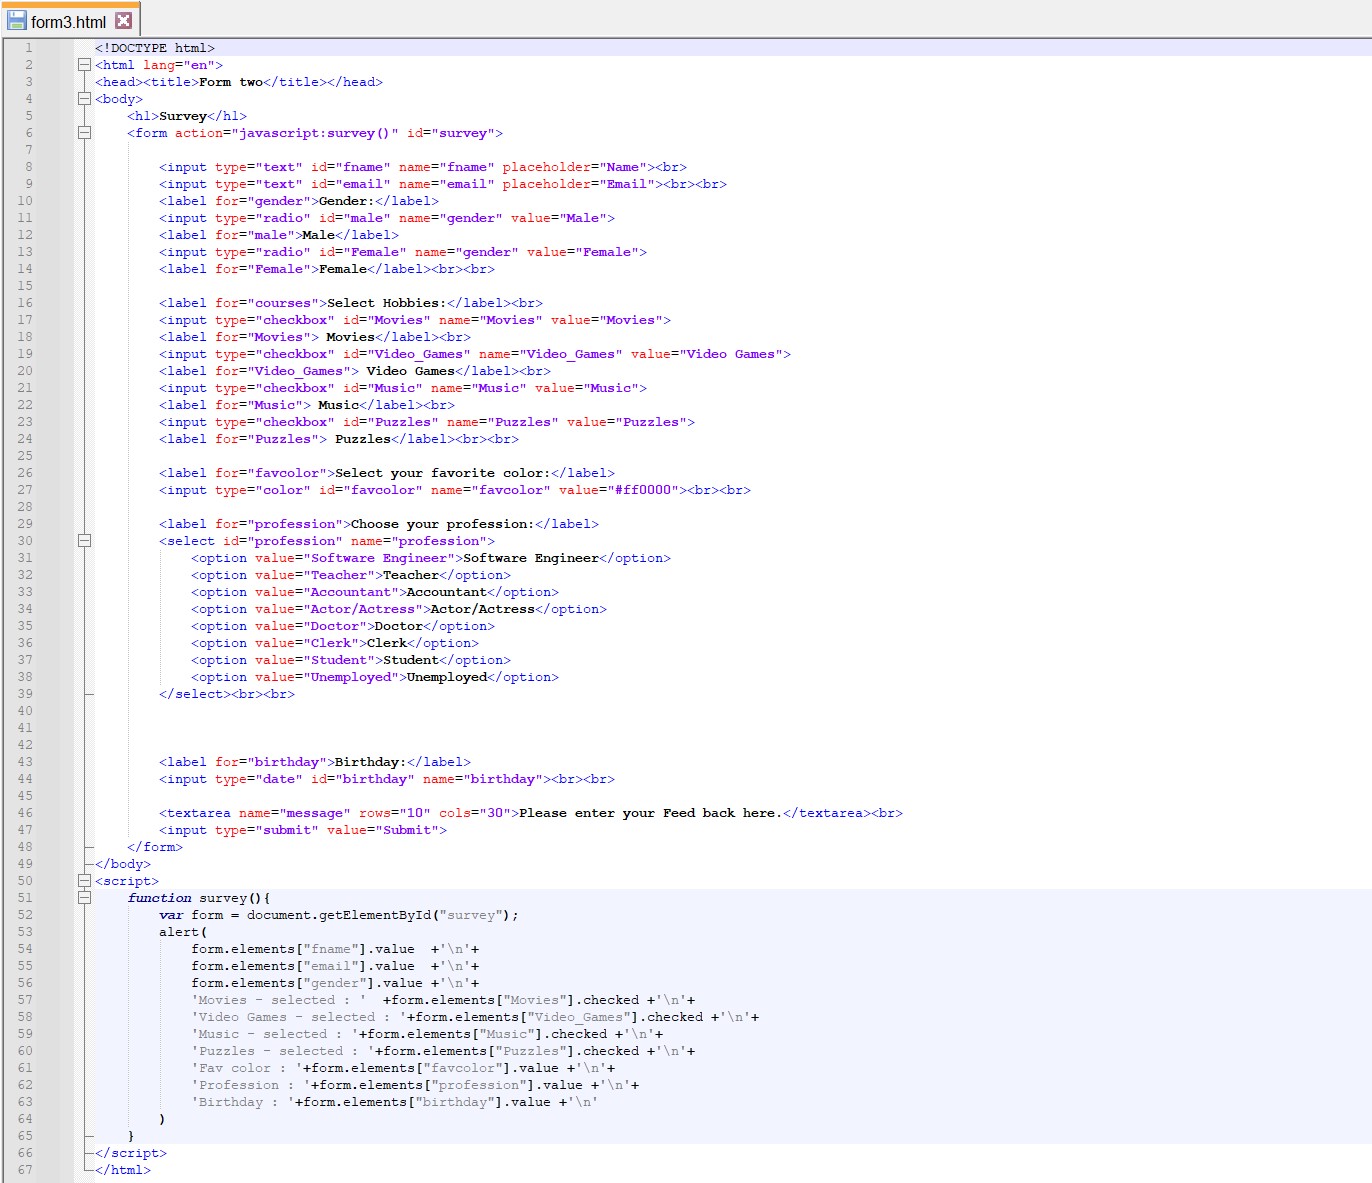 form3.html
1 <!DOCTYPE html>
2 <html lang="en">
3 <head><title>Form two</title></head>
4 <body>
5 <h1>Survey</h1>
6 <form action="javascript:survey()" id="survey">
7
8 <input type="text" id="fname" name="fname" placeholder="Name"><br>
9 <input type="text" id="email" name="email" placeholder="Email"><br><br>
10 <label for="gender">Gender:</label>
11 <input type="radio" id="male" name="gender" value="Male">
12 <label for="male">Male</label>
13 <input type="radio" id="Female" name="gender" value="Female">
14 <label for="Female">Female</label><br><br>
15
16 <label for="courses">Select Hobbies:</label><br>
17 <input type="checkbox" id="Movies" name="Movies" value="Movies">
18 <label for="Movies"> Movies</label><br>
19 <input type="checkbox" id="Video_Games" name="Video_Games" value="Video Games">
20 <label for="Video_Games"> Video Games</label><br>
21 <input type="checkbox" id="Music" name="Music" value="Music">
22 <label for="Music"> Music</label><br>
23 <input type="checkbox" id="Puzzles" name="Puzzles" value="Puzzles">
24 <label for="Puzzles"> Puzzles</label><br><br>
25
26 <label for="favcolor">Select your favorite color:</label>
27 <input type="color" id="favcolor" name="favcolor" value="#ff0000"><br><br>
28
29 <label for="profession">Choose your profession:</label>
30 <select id="profession" name="profession">
31 <option value="Software Engineer">Software Engineer</option>
32 <option value="Teacher">Teacher</option>
33 <option value="Accountant">Accountant</option>
34 <option value="Actor/Actress">Actor/Actress</option>
35 <option value="Doctor">Doctor</option>
36 <option value="Clerk">Clerk</option>
37 <option value="Student">Student</option>
38 <option value="Unemployed">Unemployed</option>
39 </select><br><br>
40
41
42
43 <label for="birthday">Birthday:</label>
44 <input type="date" id="birthday" name="birthday"><br><br>
45
46 <textarea name="message" rows="10" cols="30">Please enter your Feed back here.</textarea><br>
47 <input type="submit" value="Submit">
48 </form>
49 </body>
50 <script>
51 function survey(){
52 var form = document.getElementById("survey");
53 alert(
54 form.elements["fname"].value  +'\n'+
55 form.elements["email"].value  +'\n'+
56 form.elements["gender"].value +'\n'+
57 'Movies - selected : '  +form.elements["Movies"].checked +'\n'+
58 'Video Games - selected : '+form.elements["Video_Games"].checked +'\n'+
59 'Music - selected : '+form.elements["Music"].checked +'\n'+
60 'Puzzles - selected : '+form.elements["Puzzles"].checked +'\n'+
61 'Fav color : '+form.elements["favcolor"].value +'\n'+
62 'Profession : '+form.elements["profession"].value +'\n'+
63 'Birthday : '+form.elements["birthday"].value +'\n'
64 )
65 }
66 </script>
67 </html>